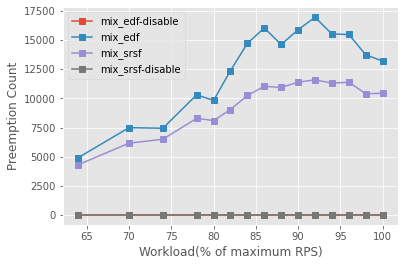 17500
15000
12500
10000
7500
5000
2500
0
Preemption Count
mix_edf-disable
mix_edf
mix_srsf
mix_srsf-disable
65 70 75 80 85 90 95 100
Workload(% of maximum RPS)